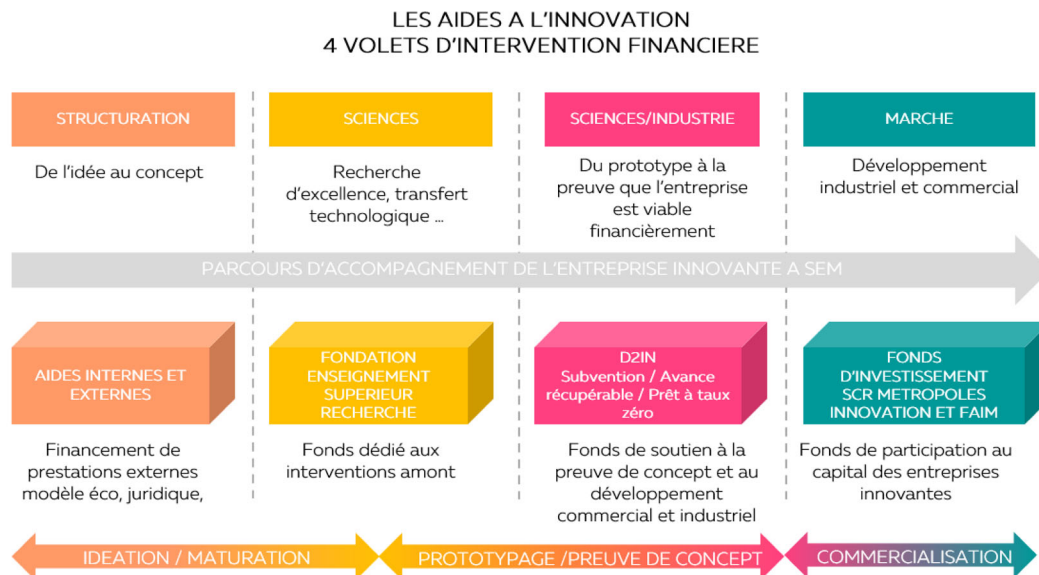 LES AIDES A L'INNOVATION
4 VOLETS D'INTERVENTION FINANCIERE
STRUCTURATION
SCIENCES
SCIENCES/INDUSTRIE
MARCHE
De l'idée au concept
Recherche
d'excellence, transfert
technologique ...
Du prototype à la
preuve que l'entreprise
est viable
financièrement
Développement
industriel et commercial
PARCOURS D'ACCOMPAGNEMENT DE L'ENTREPRISE INNOVANTE A SEM
AIDES INTERNES ET
EXTERNES
FONDATION
ENSEIGNEMENT
SUPERIEUR
RECHERCHE
D2IN
Subvention / Avance
récupérable / Prêt à taux
zéro
FONDS
D'INVESTISSEMENT
SCR METROPOLES
INNOVATION ET FAIM
Financement de
prestations externes
modèle éco, juridique,
Fonds dédié aux
interventions amont
Fonds de soutien à la
preuve de concept et au
développement
commercial et industriel
Fonds de participation au
capital des entreprises
innovantes
IDEATION / MATURATION
PROTOTYPAGE /PREUVE DE CONCEPT
COMMERCIALISATION